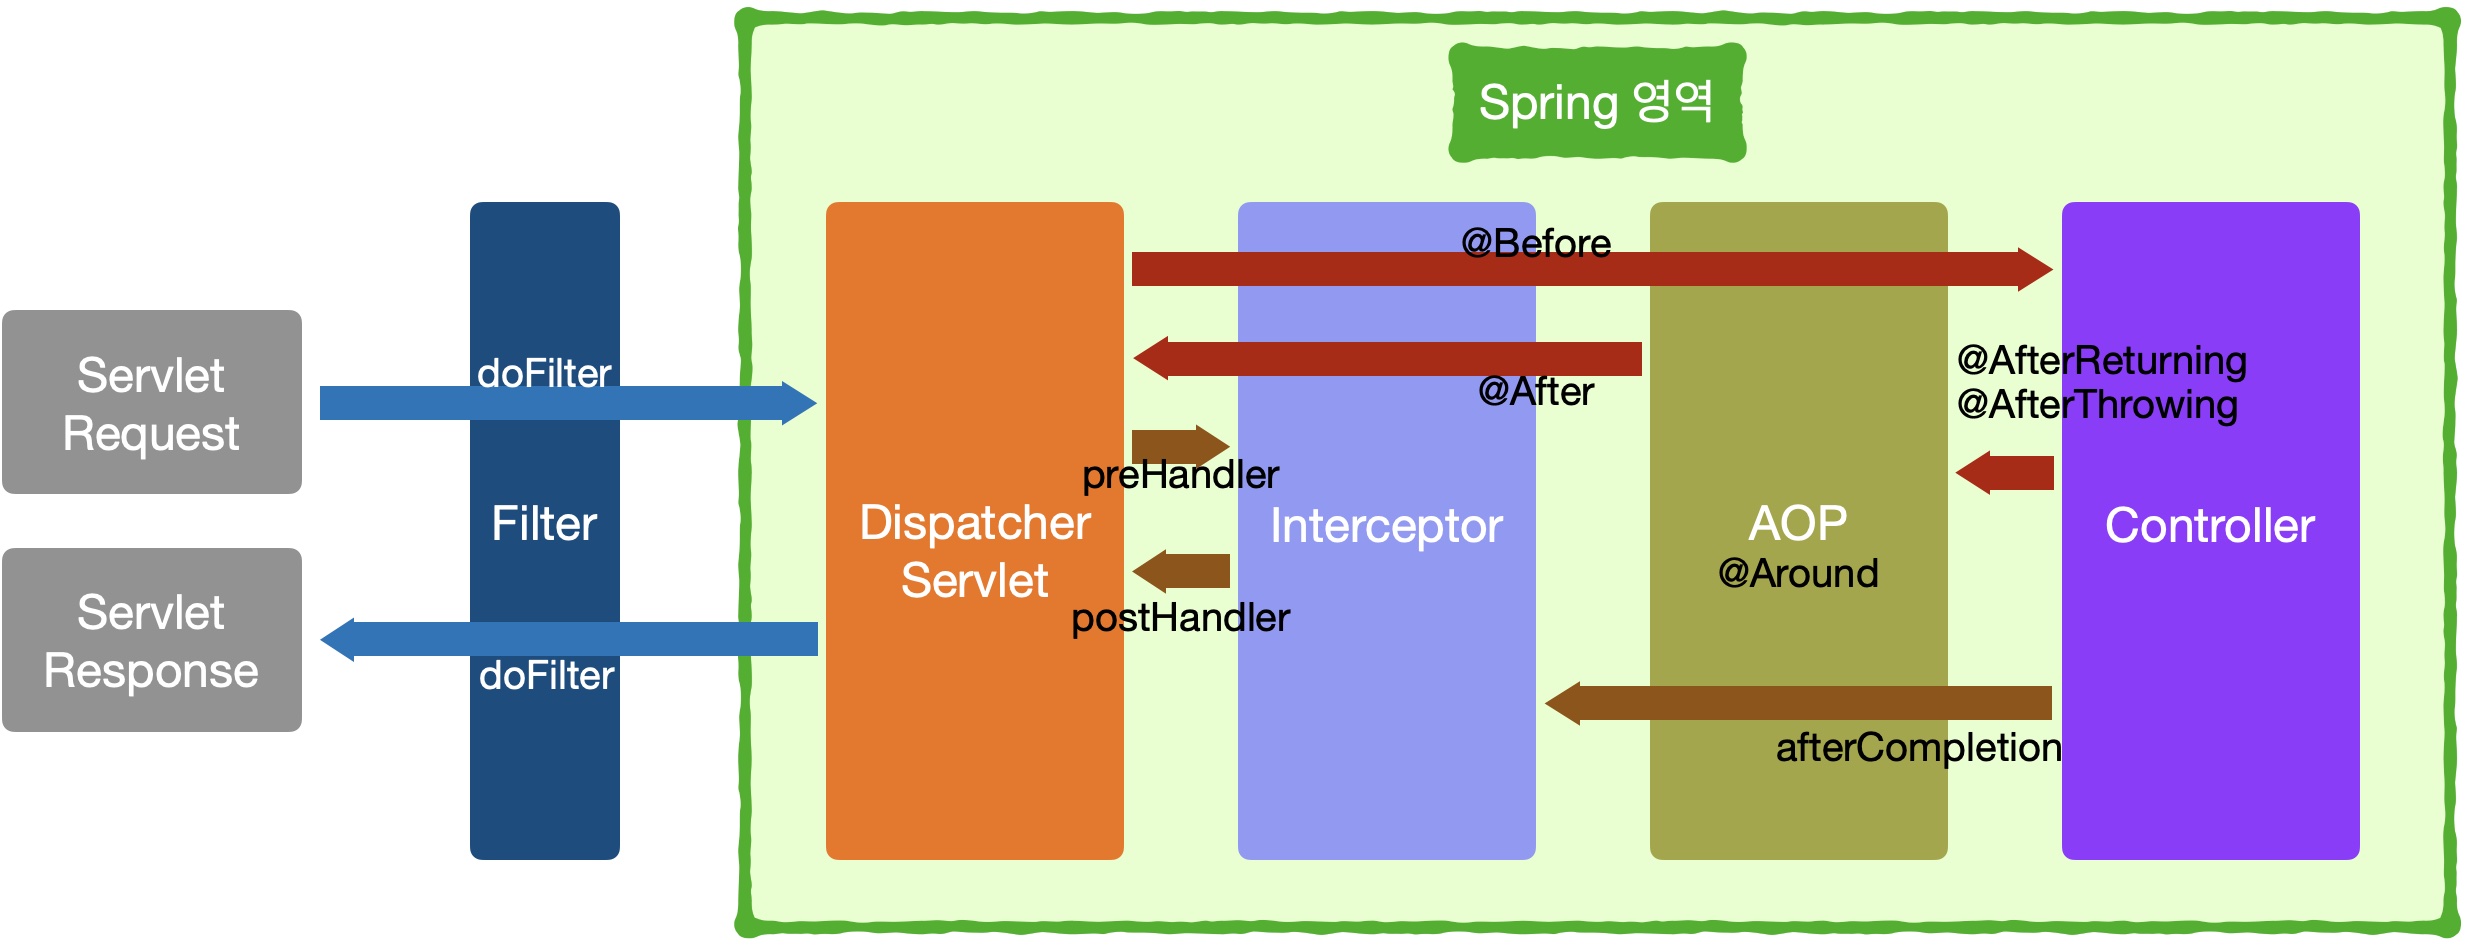 Spring 영역
Servlet
Request
Servlet
Response
doFilter
Filter
doFilter
Dispatcher
Servlet
@Before
@After
preHandler
Interceptor
postHandler
AOP
@Around
@AfterReturning
@AfterThrowing
Controller
afterCompletion